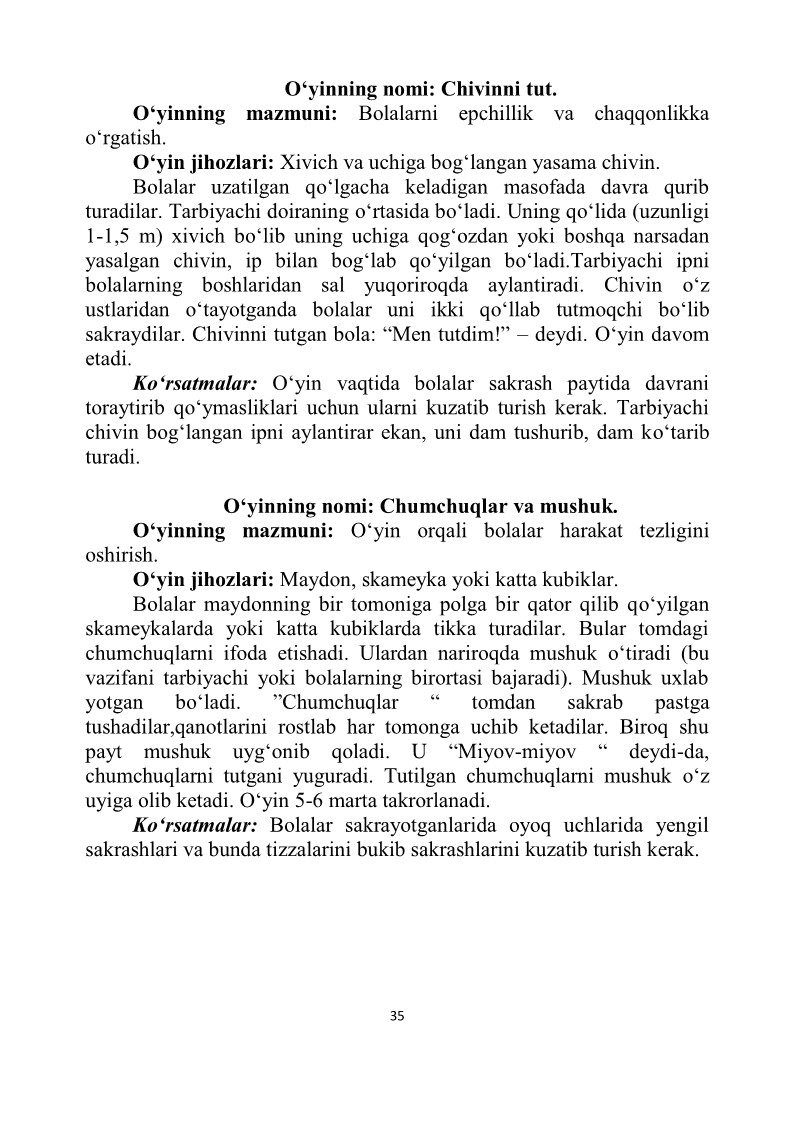 O‘yinning nomi: Chivinni tut.
O‘yinning mazmuni: Bolalarni epchillik va chaqqonlikka
o‘rgatish.
O‘yin jihozlari: Xivich va uchiga bog‘langan yasama chivin.
Bolalar uzatilgan qo‘lgacha keladigan masofada davra qurib
turadilar. Tarbiyachi doiraning o‘rtasida bo‘ladi. Uning qo‘lida (uzunligi
1-1,5 m) xivich bo‘lib uning uchiga qog‘ozdan yoki boshqa narsadan
yasalgan chivin, ip bilan bog‘lab qo‘yilgan bo‘ladi.Tarbiyachi ipni
bolalarning boshlaridan sal yuqoriroqda aylantiradi. Chivin o‘z
ustlaridan o‘tayotganda bolalar uni ikki qo‘llab tutmoqchi bo‘lib
sakraydilar. Chivinni tutgan bola: “Men tutdim!” – deydi. O‘yin davom
etadi.
Ko‘rsatmalar: O‘yin vaqtida bolalar sakrash paytida davrani
toraytirib qo‘ymasliklari uchun ularni kuzatib turish kerak. Tarbiyachi
chivin bog‘langan ipni aylantirar ekan, uni dam tushurib, dam ko‘tarib
turadi.
O‘yinning nomi: Chumchuqlar va mushuk.
O‘yinning mazmuni: O‘yin orqali bolalar harakat tezligini
oshirish.
O‘yin jihozlari: Maydon, skameyka yoki katta kubiklar.
Bolalar maydonning bir tomoniga polga bir qator qilib qo‘yilgan
skameykalarda yoki katta kubiklarda tikka turadilar. Bular tomdagi
chumchuqlarni ifoda etishadi. Ulardan nariroqda mushuk o‘tiradi (bu
vazifani tarbiyachi yoki bolalarning birortasi bajaradi). Mushuk uxlab
yotgan bo‘ladi. ”Chumchuqlar “ tomdan sakrab pastga
tushadilar,qanotlarini rostlab har tomonga uchib ketadilar. Biroq shu
payt mushuk uyg‘onib qoladi. U “Miyov-miyov “ deydi-da,
chumchuqlarni tutgani yuguradi. Tutilgan chumchuqlarni mushuk o‘z
uyiga olib ketadi. O‘yin 5-6 marta takrorlanadi.
Ko‘rsatmalar: Bolalar sakrayotganlarida oyoq uchlarida yengil
sakrashlari va bunda tizzalarini bukib sakrashlarini kuzatib turish kerak.
35